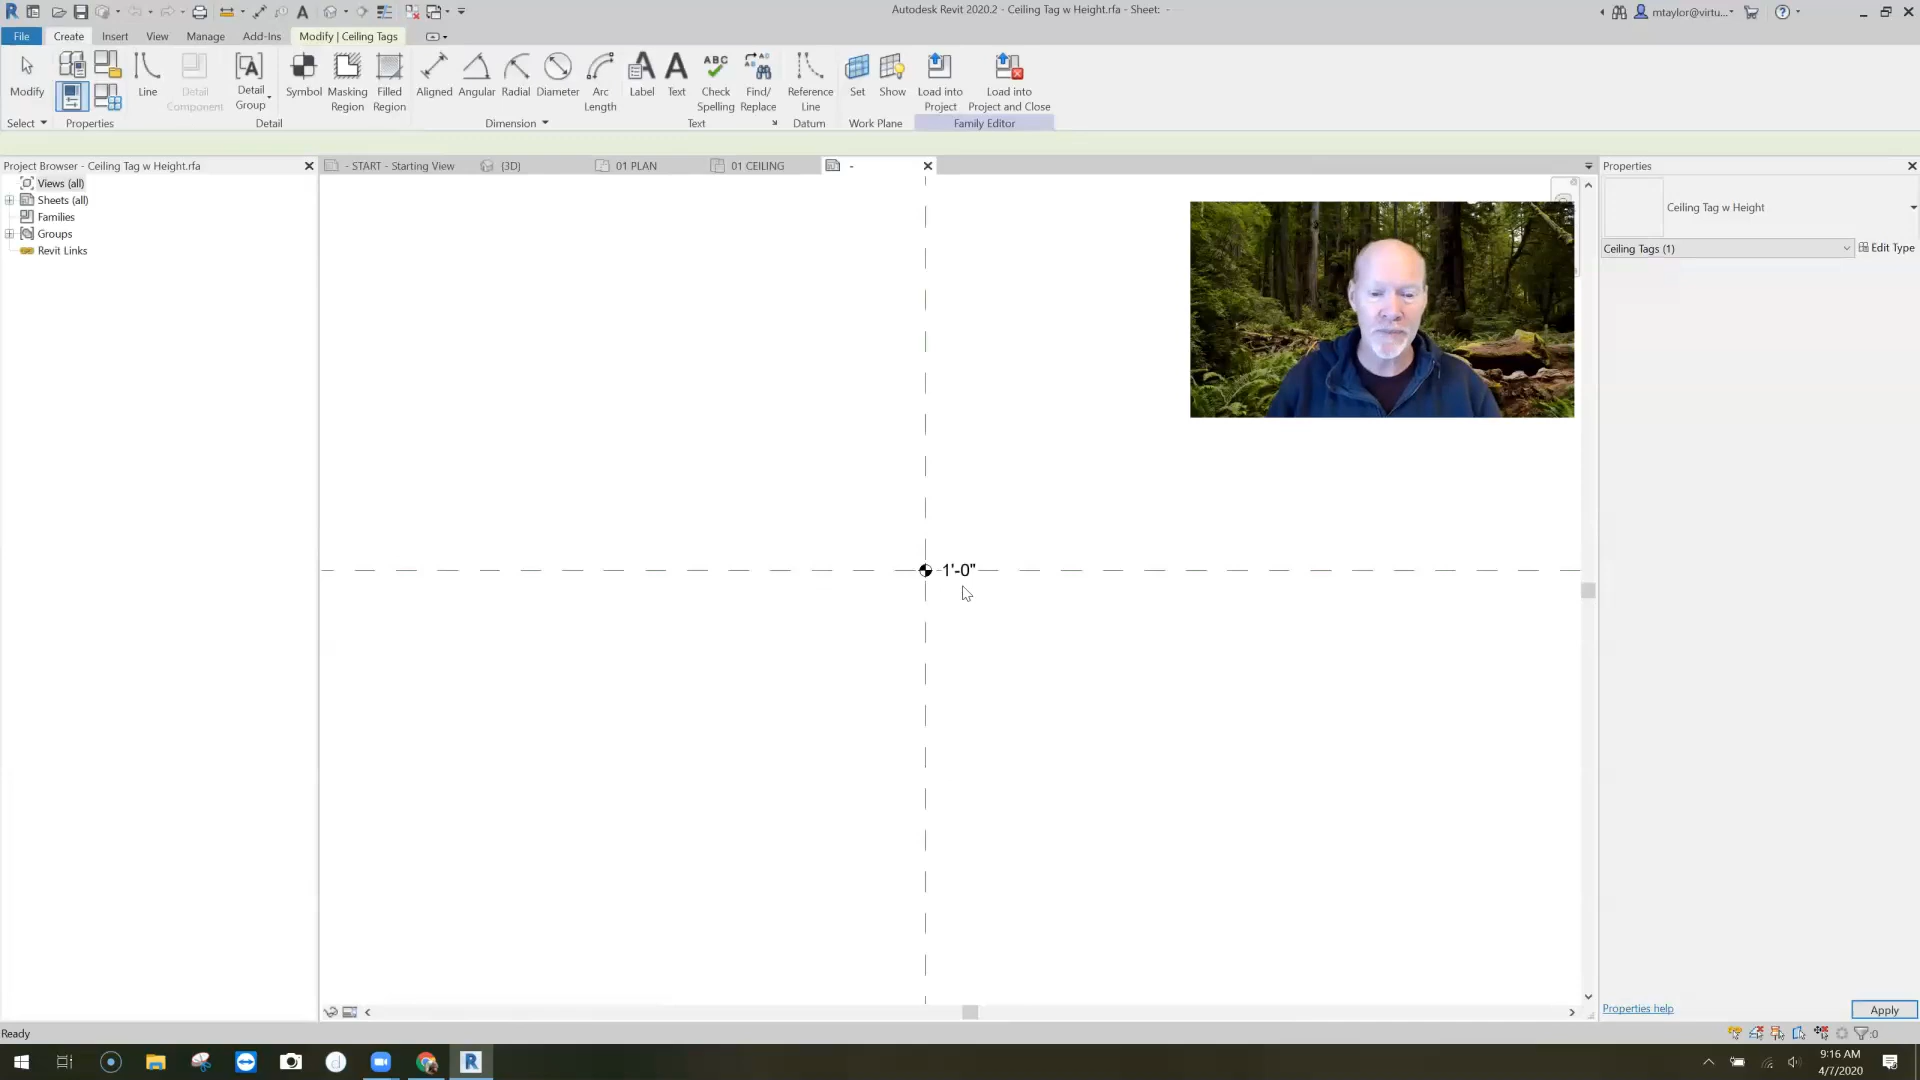 Autodesk Revit 2020.2 - Ceiling Tag w Height.rfa - Sheet: -
mtaylor@virtu...
File
Create
Insert
View
Manage
Add-Ins
Modify | Ceiling Tags
Modify
Line
Detail
Component
Detail
Group
Symbol
Masking
Region
Filled
Region
Aligned
Angular
Radial
Diameter
Arc
Length
Label
Text
Check
Spelling
Find/
Replace
Reference
Line
Set
Show
Load into
Project
Load into
Project and Close
Select
Properties
Detail
Dimension
Text
Datum
Work Plane
Family Editor
Project Browser - Ceiling Tag w Height.rfa
- START - Starting View
{3D}
01 PLAN
01 CEILING
-
Properties
Views (all)
Sheets (all)
Families
Groups
Revit Links
Ceiling Tag w Height
Ceiling Tags (1)
Edit Type
1'-0"
Properties help
Apply
Ready
:0
9:16 AM
4/7/2020